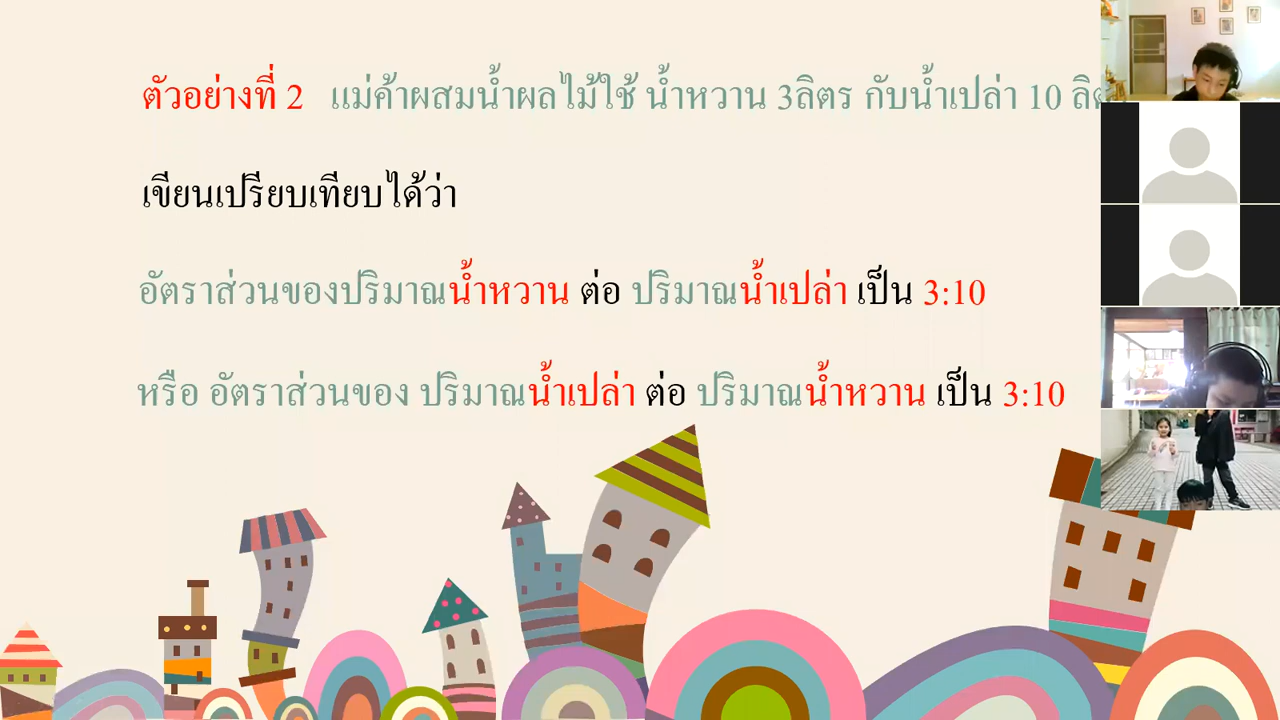 ตัวอย่างที่ 2 แม่ค้าผสมน้ำผลไม้ใช้ น้ำหวาน 3ลิตร กับน้ำเปล่า 10
เขียนเปรียบเทียบได้ว่า
อัตราส่วนของปริมาณน้ำหวาน ต่อ ปริมาณน้ำเปล่า เป็น 3:10
หรือ อัตราส่วนของ ปริมาณน้ำเปล่า ต่อ ปริมาณน้ำหวาน เป็น 3:10